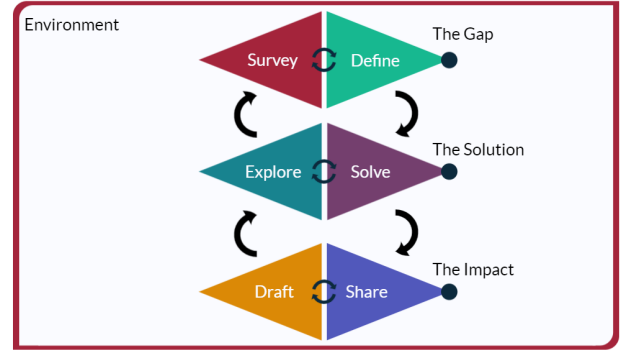 Environment
The Gap
Survey
Define
The Solution
Explore
Solve
The Impact
Draft
Share